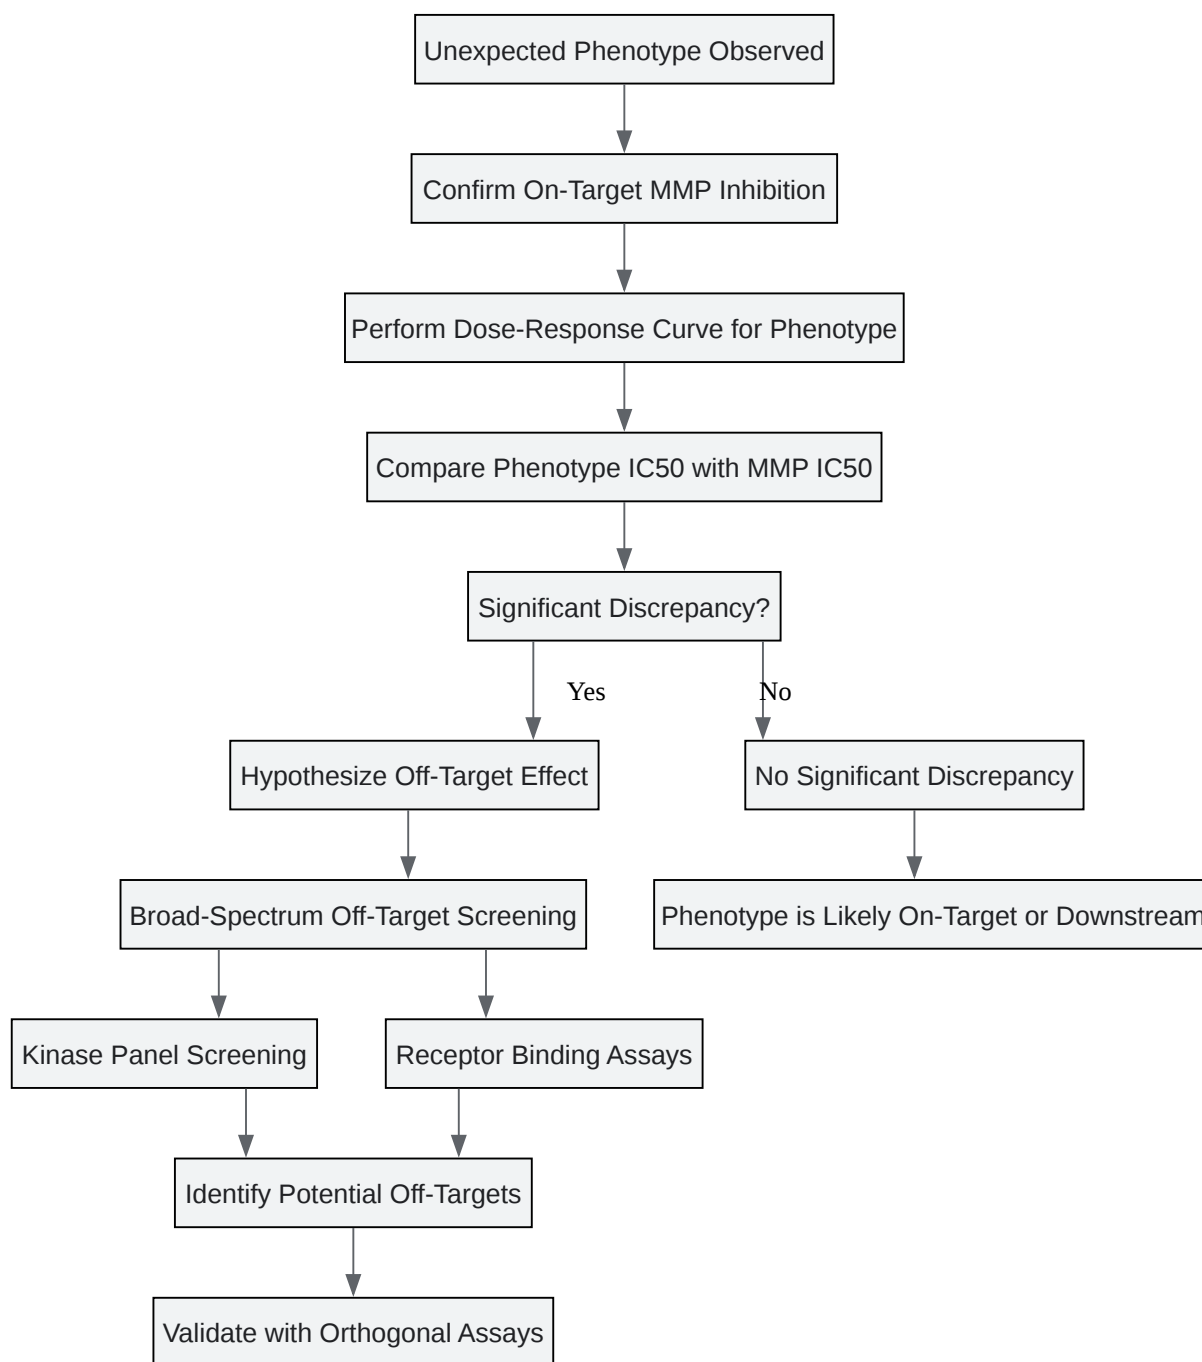 Unexpected Phenotype Observed
Confirm On-Target MMP Inhibition
Perform Dose-Response Curve for Phenotype
Compare Phenotype IC50 with MMP IC50
Significant Discrepancy?
Yes
No
Hypothesize Off-Target Effect
No Significant Discrepancy
Broad-Spectrum Off-Target Screening
Phenotype is Likely On-Target or Downstream
Kinase Panel Screening
Receptor Binding Assays
Identify Potential Off-Targets
Validate with Orthogonal Assays